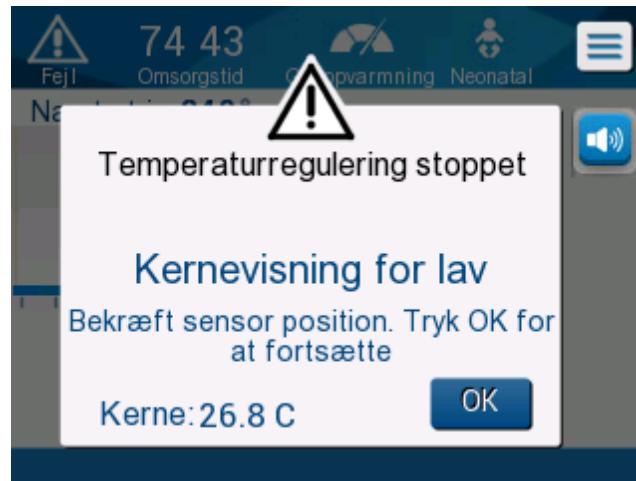 74 43
Fejl Omsorgstid Neonatal
Temperaturregulering stoppet
Kernevisning for lav
Bekræft sensor position. Tryk OK for
at fortsætte
Kerne: 26.8 C
OK